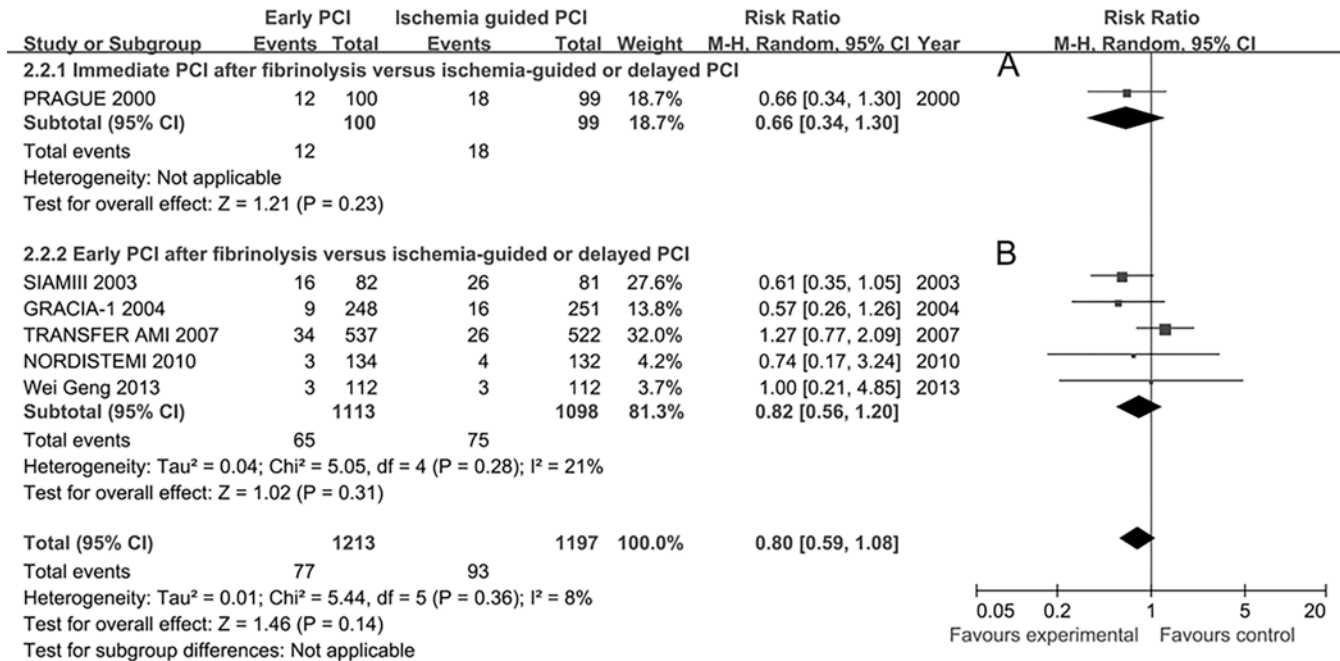 Early PCI Ischemia guided PCI Risk Ratio Risk Ratio
Study or Subgroup Events Total Events Total Weight M-H, Random, 95% CI Year M-H, Random, 95% CI
2.2.1 Immediate PCI after fibrinolysis versus ischemia-guided or delayed PCI A
PRAGUE 2000 12 100 18 99 18.7% 0.66 [0.34, 1.30] 2000
Subtotal (95% CI) 100 99 18.7% 0.66 [0.34, 1.30]
Total events 12 18
Heterogeneity: Not applicable
Test for overall effect: Z = 1.21 (P = 0.23)
2.2.2 Early PCI after fibrinolysis versus ischemia-guided or delayed PCI B
SIAMIII 2003 16 82 26 81 27.6% 0.61 [0.35, 1.05] 2003
GRACIA-1 2004 9 248 16 251 13.8% 0.57 [0.26, 1.26] 2004
TRANSFER AMI 2007 34 537 26 522 32.0% 1.27 [0.77, 2.09] 2007
NORDISTEMI 2010 3 134 4 132 4.2% 0.74 [0.17, 3.24] 2010
Wei Geng 2013 3 112 3 112 3.7% 1.00 [0.21, 4.85] 2013
Subtotal (95% CI) 1113 1098 81.3% 0.82 [0.56, 1.20]
Total events 65 75
Heterogeneity: Tau² = 0.04; Chi² = 5.05, df = 4 (P = 0.28); I² = 21%
Test for overall effect: Z = 1.02 (P = 0.31)
Total (95% CI) 1213 1197 100.0% 0.80 [0.59, 1.08]
Total events 77 93
Heterogeneity: Tau² = 0.01; Chi² = 5.44, df = 5 (P = 0.36); I² = 8%
Test for overall effect: Z = 1.46 (P = 0.14)
Test for subgroup differences: Not applicable
0.05 0.2 1 5 20
Favours experimental Favours control